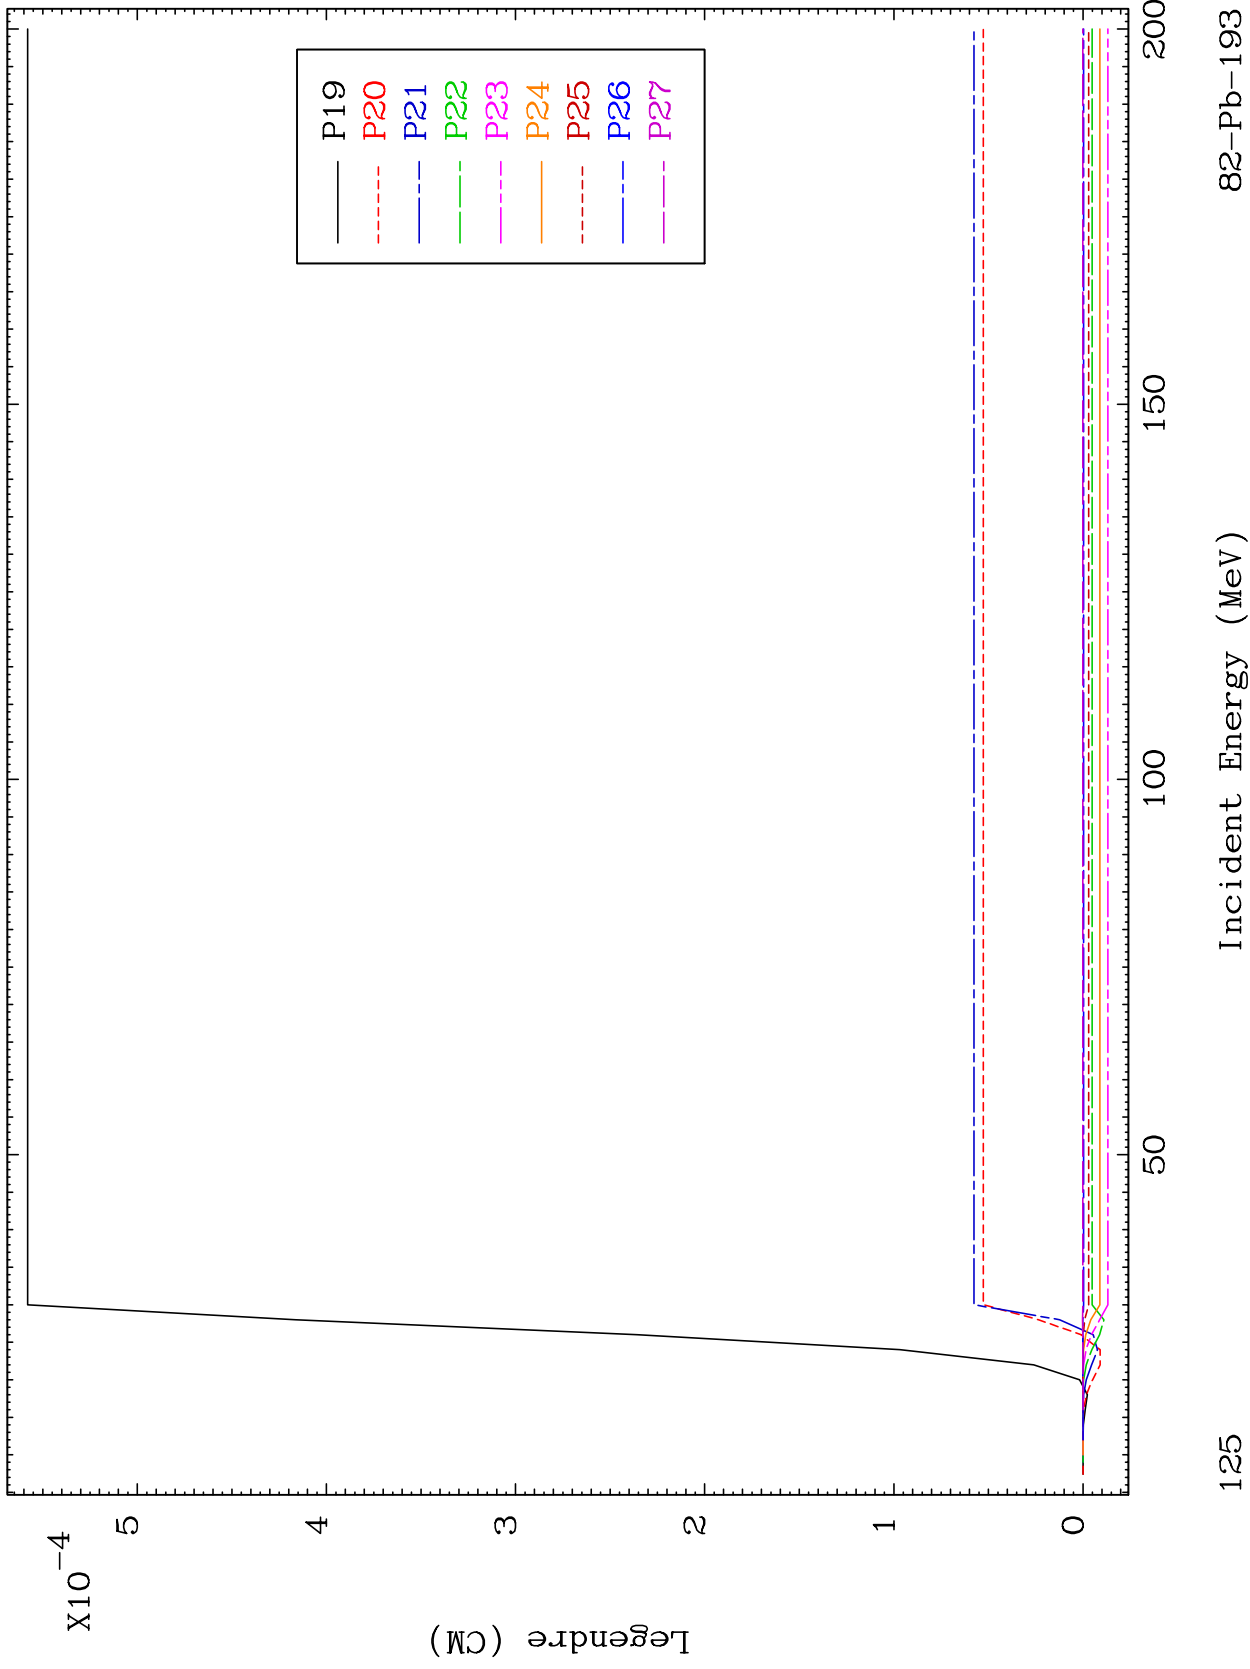 X10-4
5
4
3
2
1
0
Legendre (CM)
P19
P20
P21
P22
P23
P24
P25
P26
P27
50
100
150
200
125
Incident Energy (MeV)
82-Pb-193